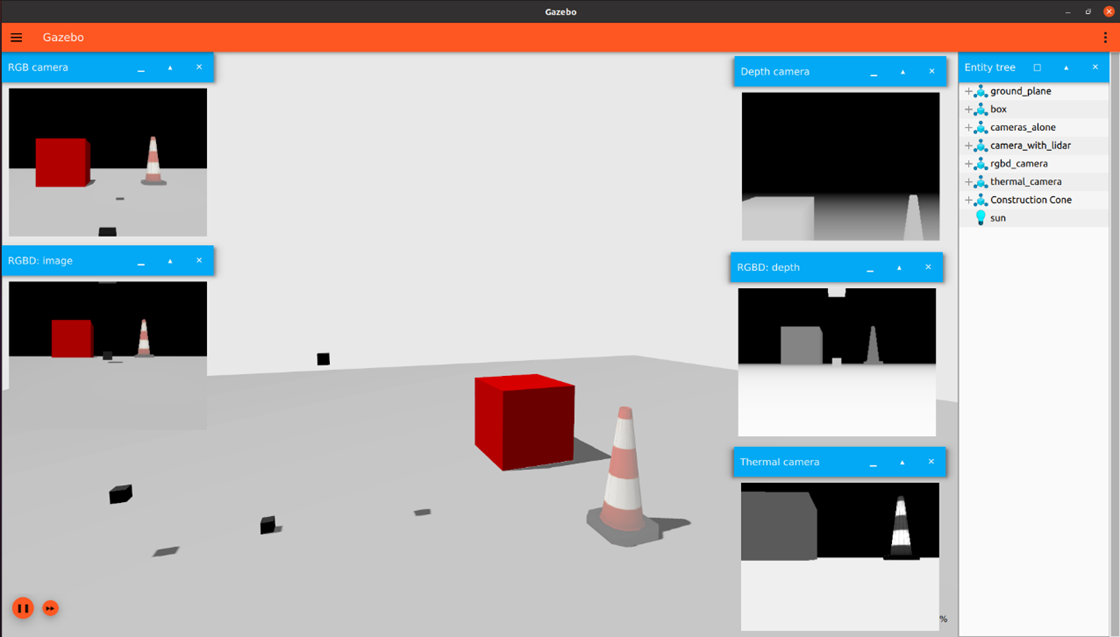 Gazebo
Gazebo
RGB camera
RGBD: image
Depth camera
RGBD: depth
Thermal camera
%
Entity tree
ground_plane
box
cameras_alone
camera_with_lidar
rgbd_camera
thermal_camera
Construction Cone
sun